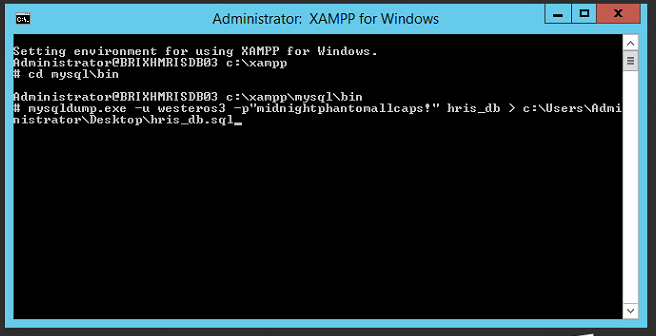 Administrator: XAMPP for Windows
Setting environment for using XAMPP for Windows.
Administrator@BRIXHMRISDB03 c:\xampp
# cd mysql\bin
Administrator@BRIXHMRISDB03 c:\xampp\mysql\bin
# mysqldump.exe -u westeros3 -p"midnightphantomallcaps!" hris_db > c:\Users\Admi
nistrator\Desktop\hris_db.sql